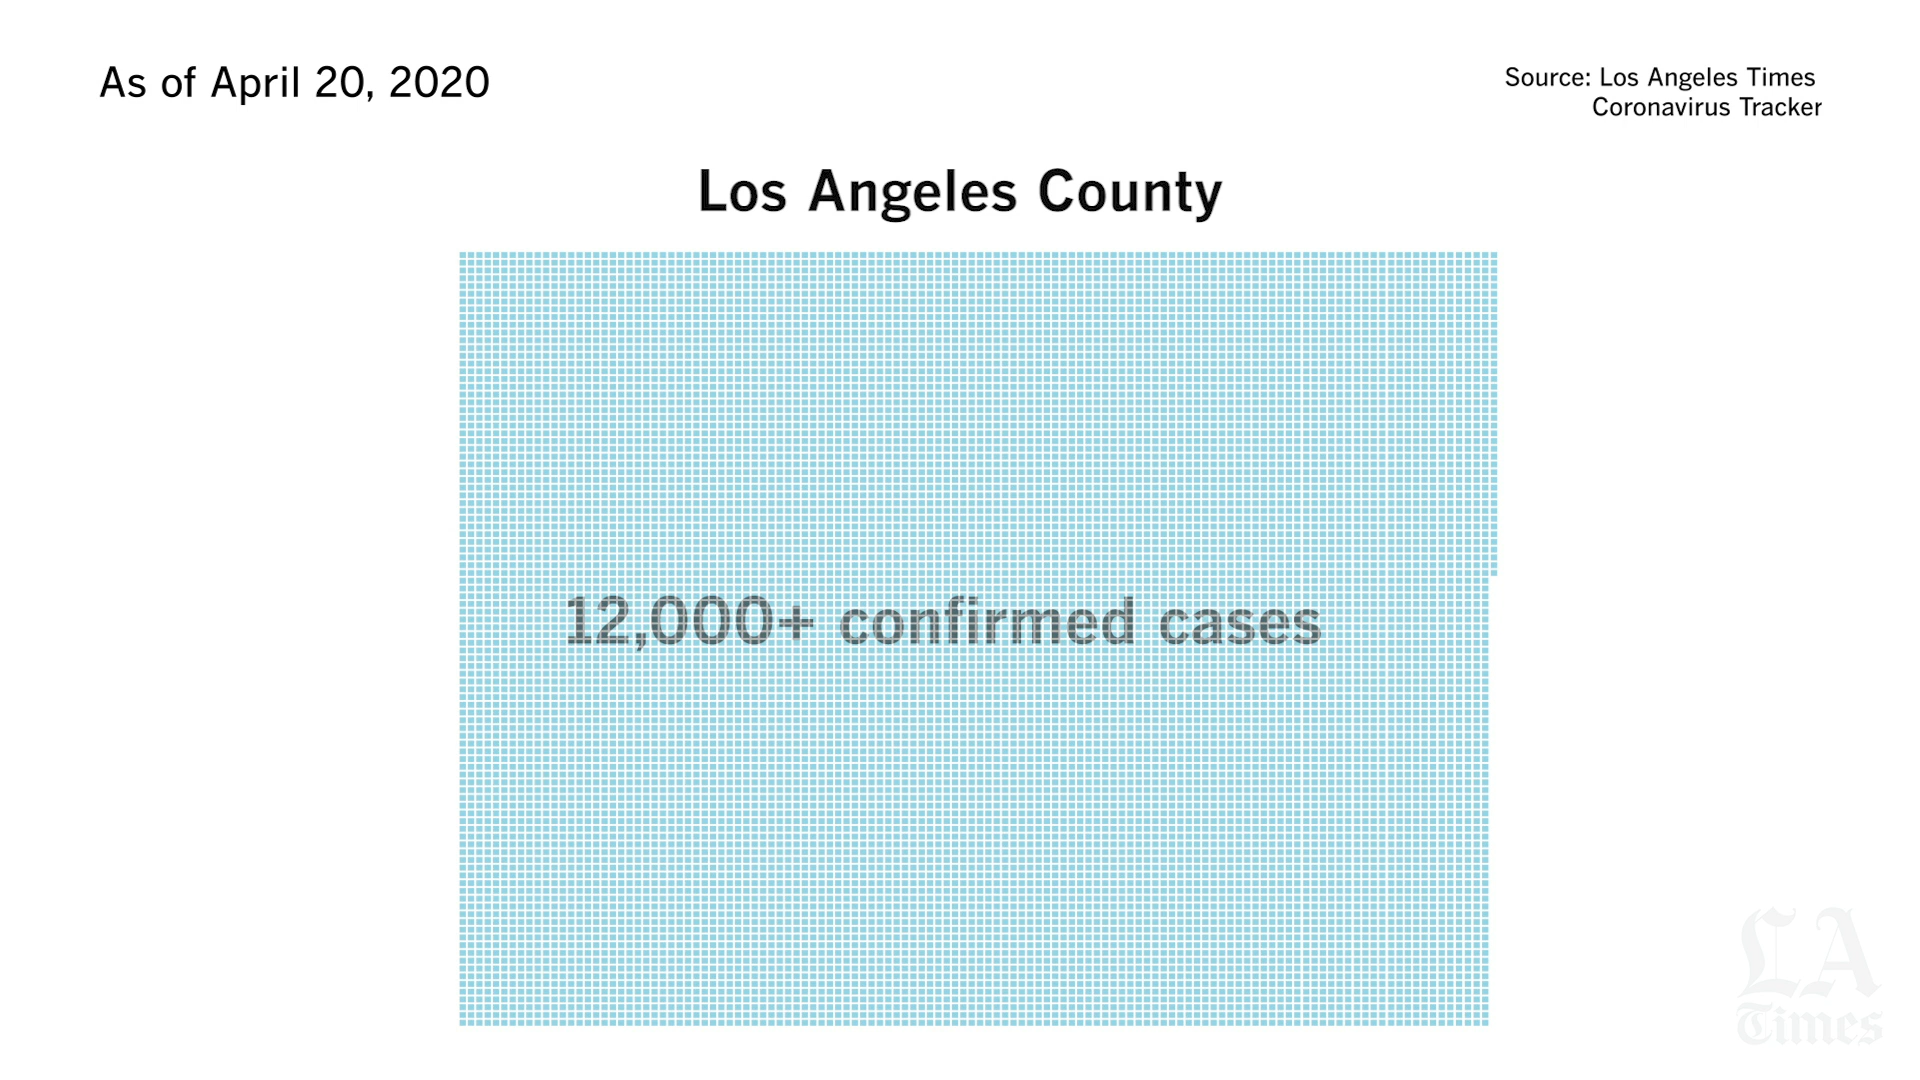 As of April 20, 2020
Source: Los Angeles Times
Coronavirus Tracker
Los Angeles County
12,000+ confirmed cases
LA
Times